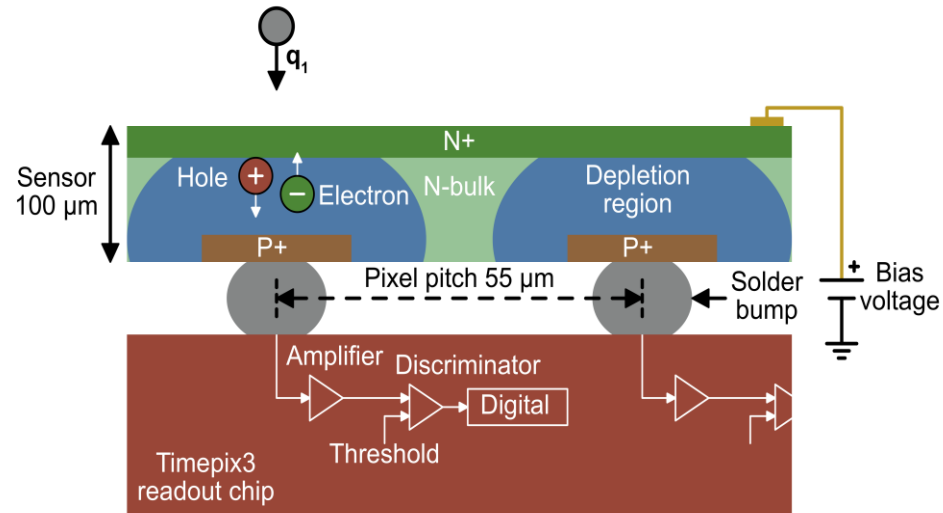 q1
N+
Sensor
100 μm
Hole
+
−
Electron
N-bulk
Depletion
region
P+
P+
Pixel pitch 55 μm
Solder
bump
+
Bias
voltage
Amplifier
Discriminator
Digital
Threshold
Timepix3
readout chip